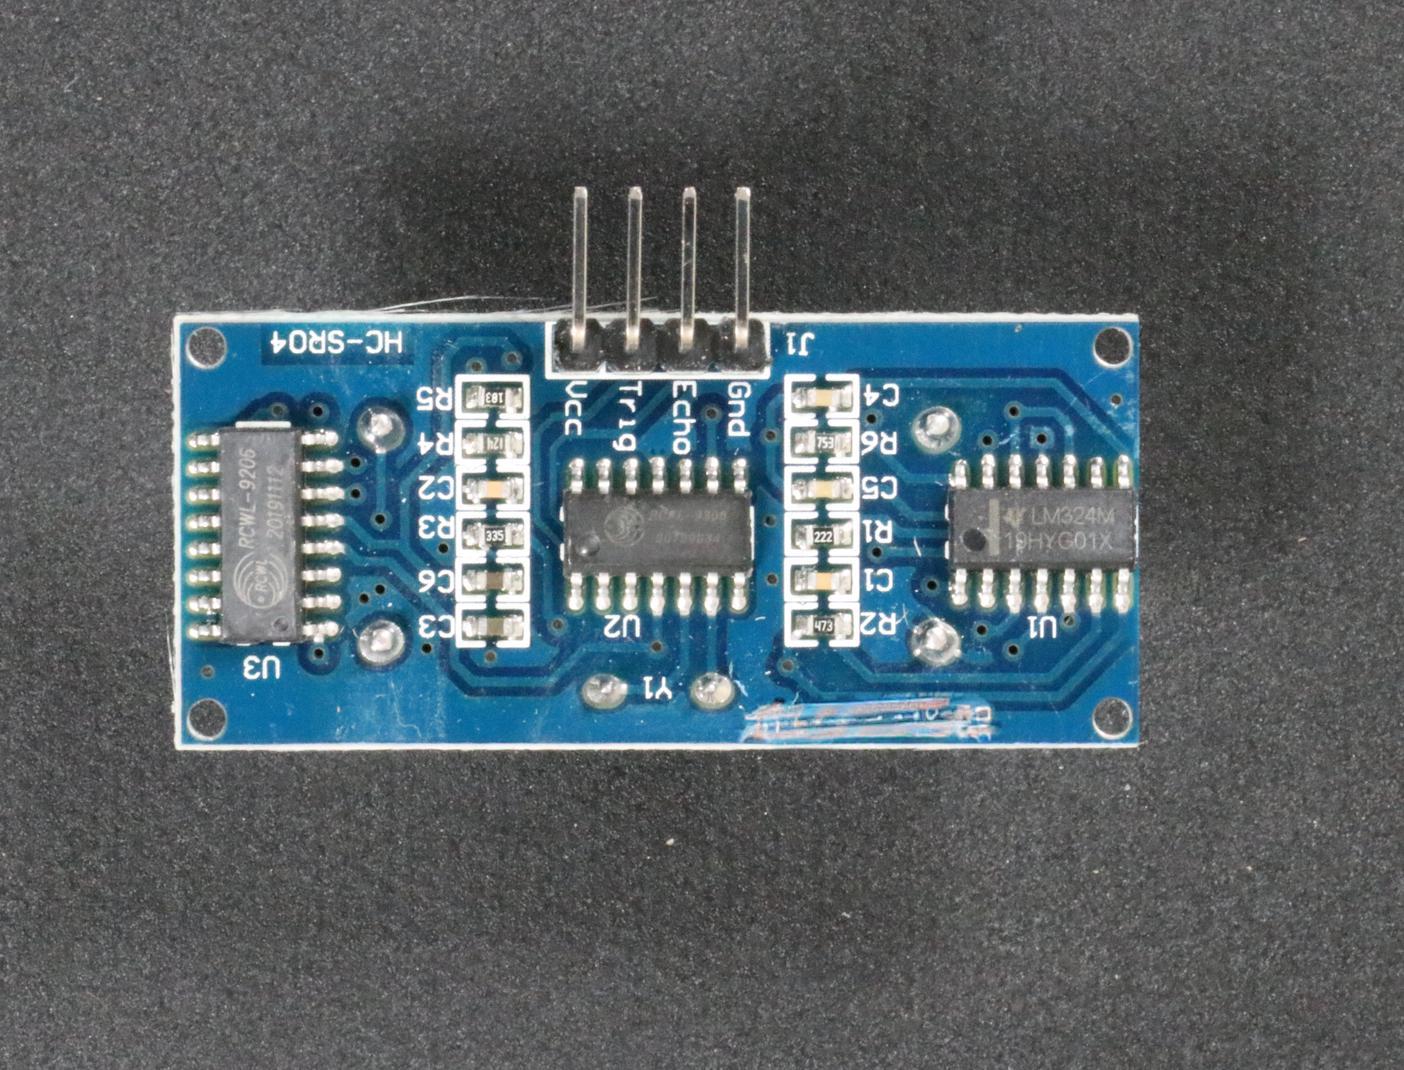 HC-SR04
J1
Vcc
Trig
Echo
Gnd
R5
183
R4
124
C2
R3
335
C6
C3
C4
R6
753
C5
R1
222
C1
R2
473
RCWL-9206
20191112
RCWL
U3
U2
Y1
LM324M
19HYG01X
U1